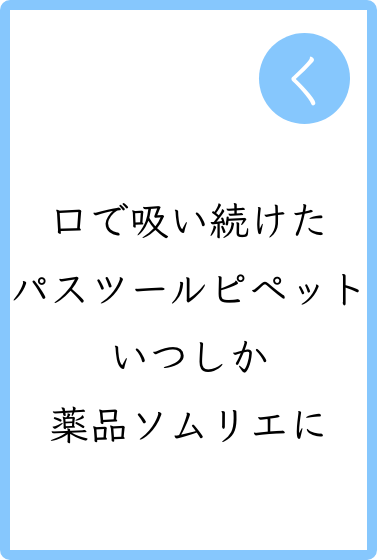 く
口で吸い続けた
パスツールピペット
いつしか
薬品ソムリエに